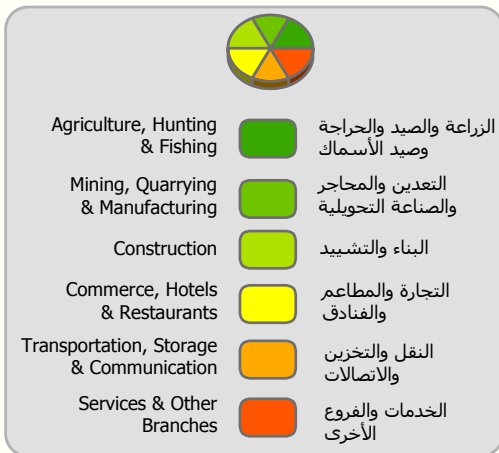 Agriculture, Hunting
& Fishing
الزراعة والصيد والحراجة
وصيد الأسماك
Mining, Quarrying
& Manufacturing
التعدين والمحاجر
والصناعة التحويلية
Construction
البناء والتشييد
Commerce, Hotels
& Restaurants
التجارة والمطاعم
والفنادق
Transportation, Storage
& Communication
النقل والتخزين
والاتصالات
Services & Other
Branches
الخدمات والفروع
الأخرى